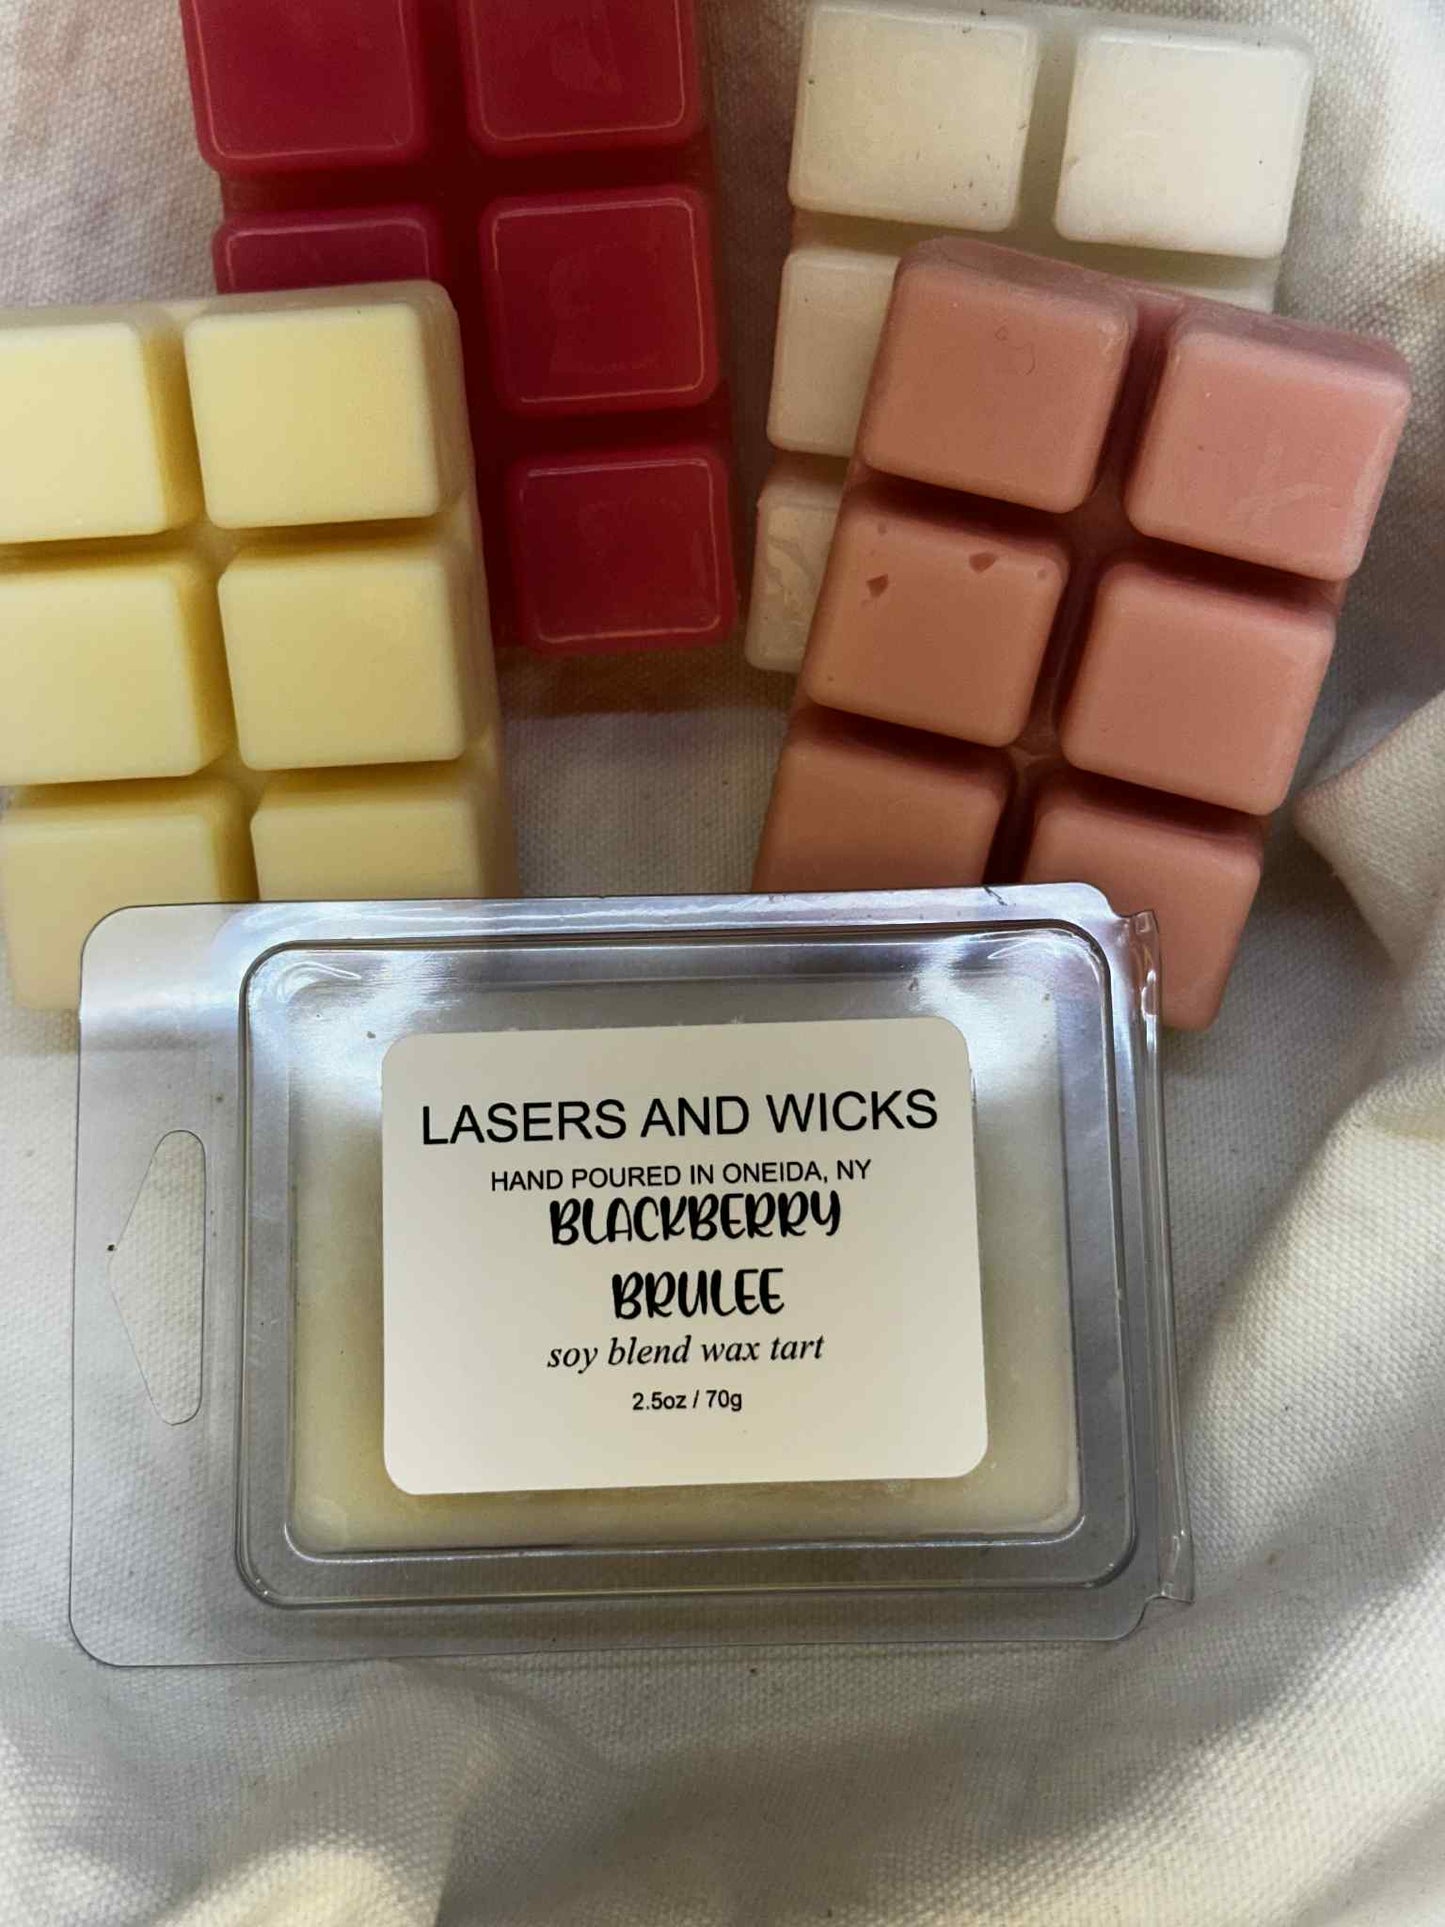 LASERS AND WICKS
HAND POURED IN ONEIDA, NY
BLACKBERRY
BRULEE
soy blend wax tart
2.5oz / 70g